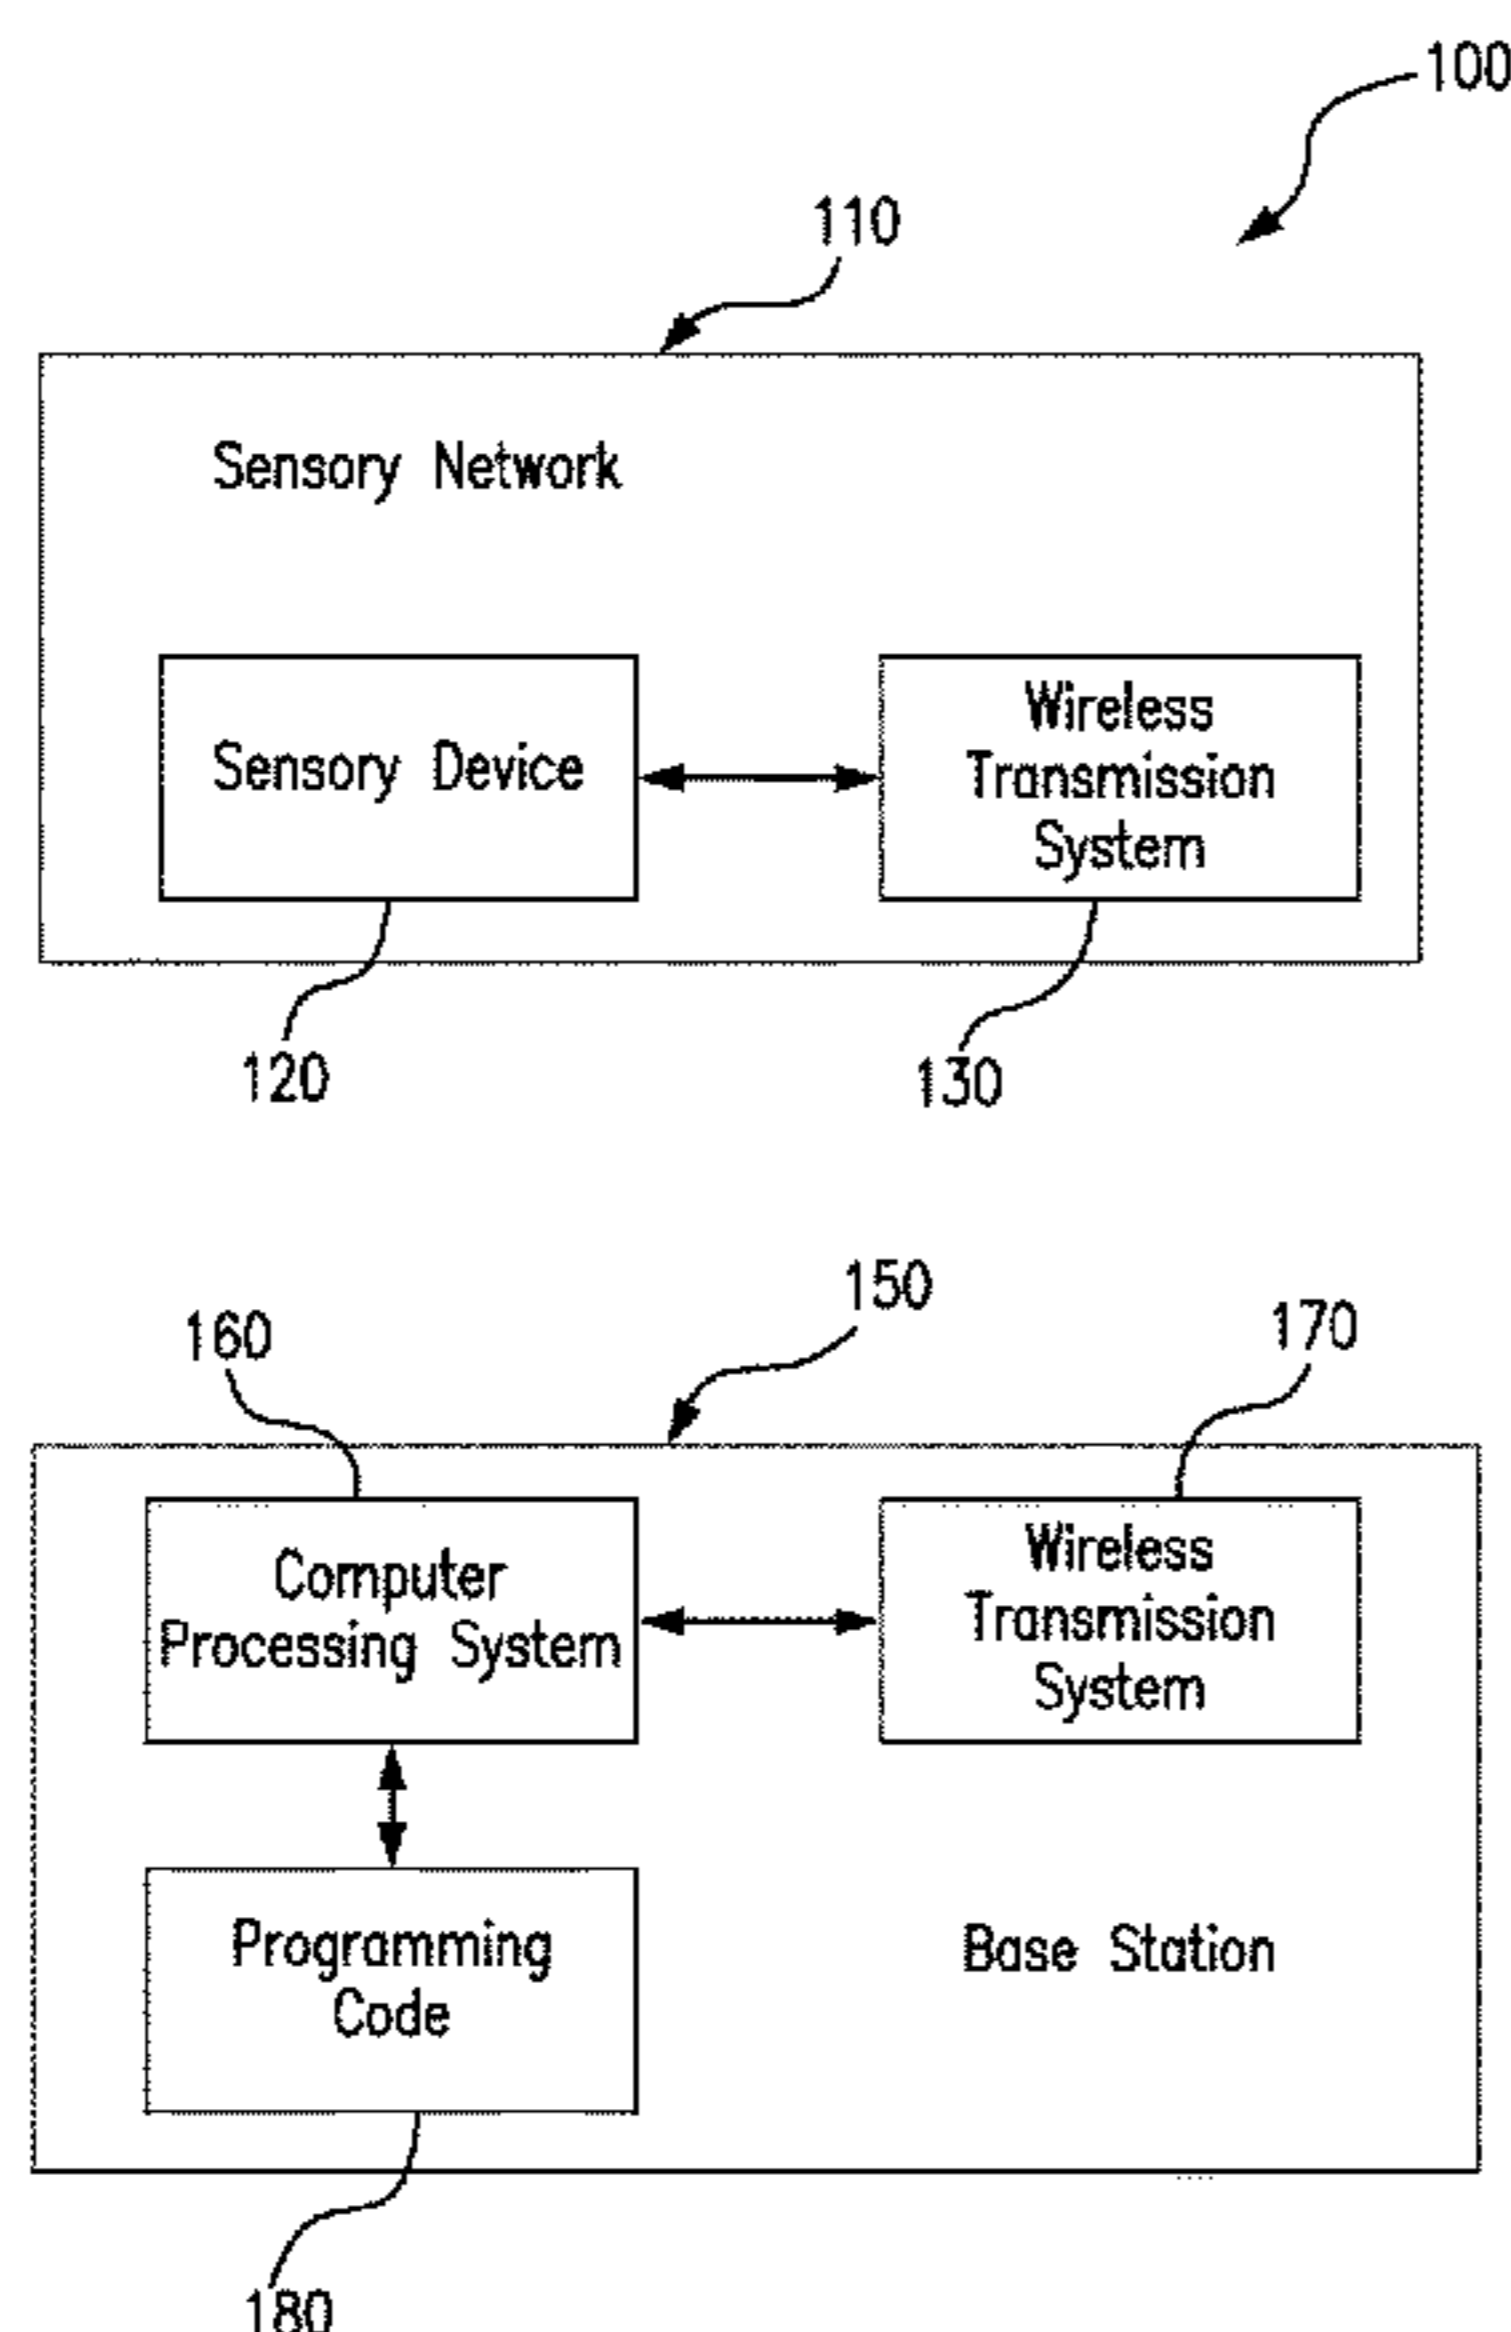 100
110
Sensory Network
Sensory Device
Wireless
Transmission
System
120
130
150
160
170
Computer
Processing System
Wireless
Transmission
System
Programming
Code
Base Station
180